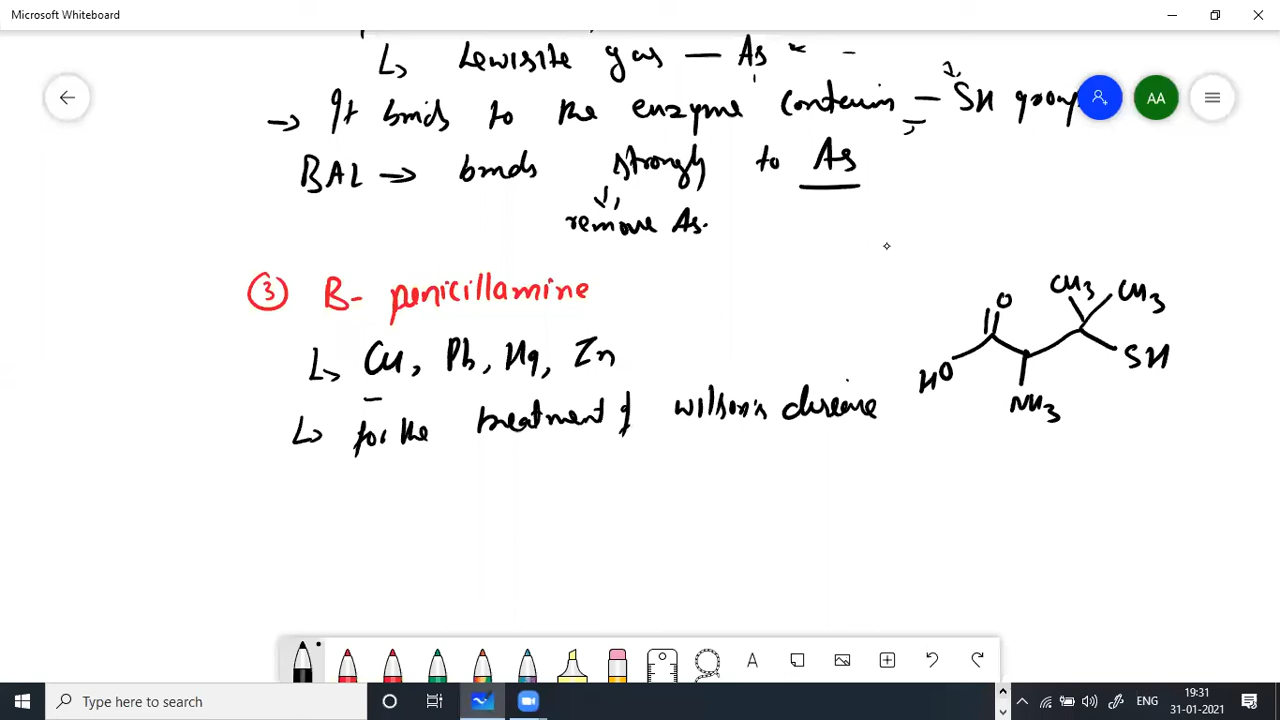 Microsoft Whiteboard
↳ Lewisite gas — As
→ It binds to the enzyme contains – SH group
AA
BAL → binds strongly to As
remove As.
③ B- penicillamine
↳ Cu, Pb, Hg, Zn
↳ for the treatment of wilson's disease
O
CH3
CH3
HO
SH
NH3
A
Type here to search
ENG
19:31
31-01-2021